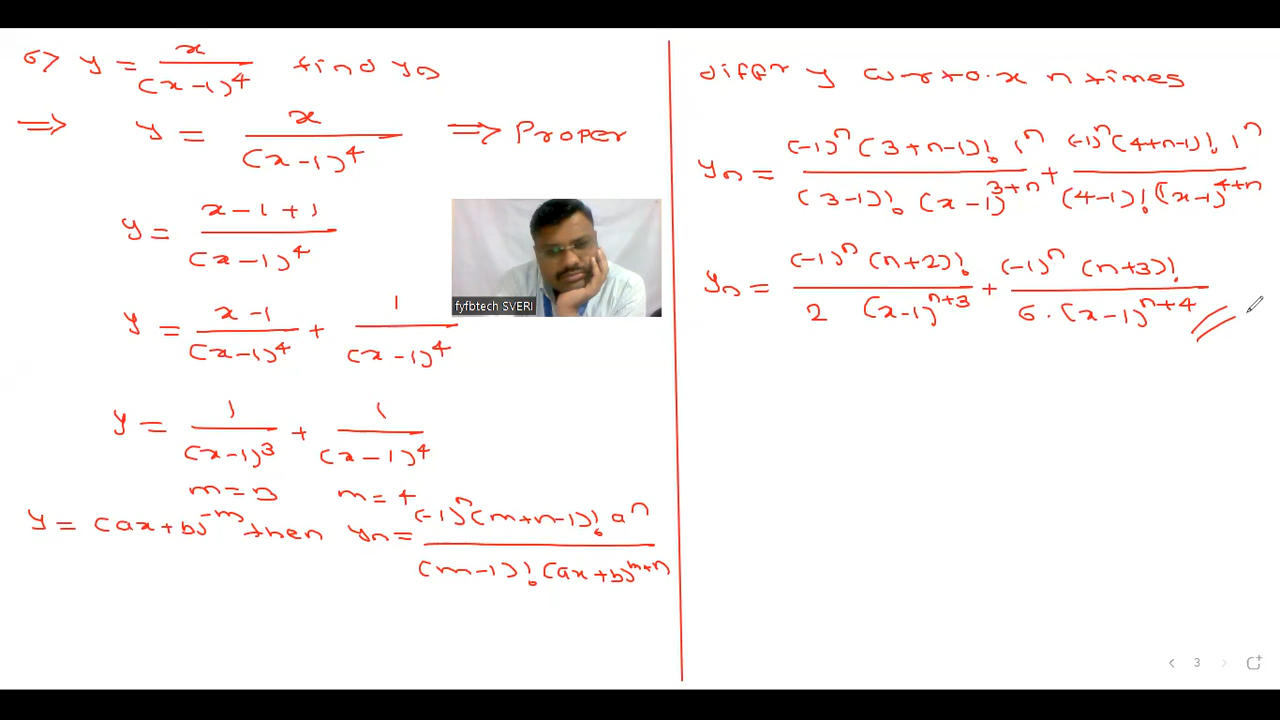 6> y = x/(x-1)^4 find yn
⇒ y = x/(x-1)^4 ⇒ Proper
y = (x-1+1)/(x-1)^4
y = (x-1)/(x-1)^4 + 1/(x-1)^4
y = 1/(x-1)^3 + 1/(x-1)^4
m=3 m=4
y = (ax+b)^-m then yn = (-1)^n (m+n-1)! a^n / (m-1)! (ax+b)^m+n
fyfbtech SVERI
differ y w.r.to.x n times
yn = (-1)^n (3+n-1)! 1^n / (3-1)! (x-1)^3+n + (-1)^n (4+n-1)! 1^n / (4-1)! (x-1)^4+n
yn = (-1)^n (n+2)! / 2 (x-1)^n+3 + (-1)^n (n+3)! / 6.(x-1)^n+4
3